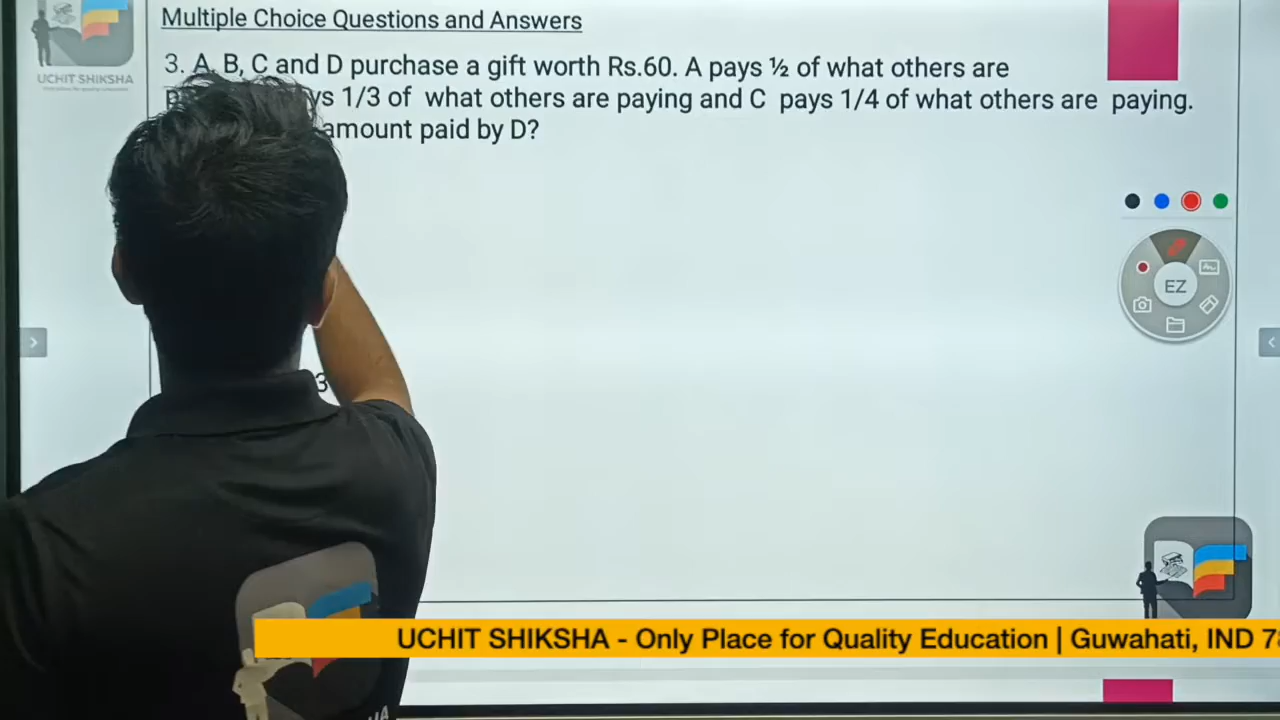 Multiple Choice Questions and Answers
UCHIT SHIKSHA
3. A, B, C and D purchase a gift worth Rs.60. A pays ½ of what others are
1/3 of what others are paying and C pays 1/4 of what others are paying.
amount paid by D?
EZ
3
UCHIT SHIKSHA - Only Place for Quality Education | Guwahati, IND